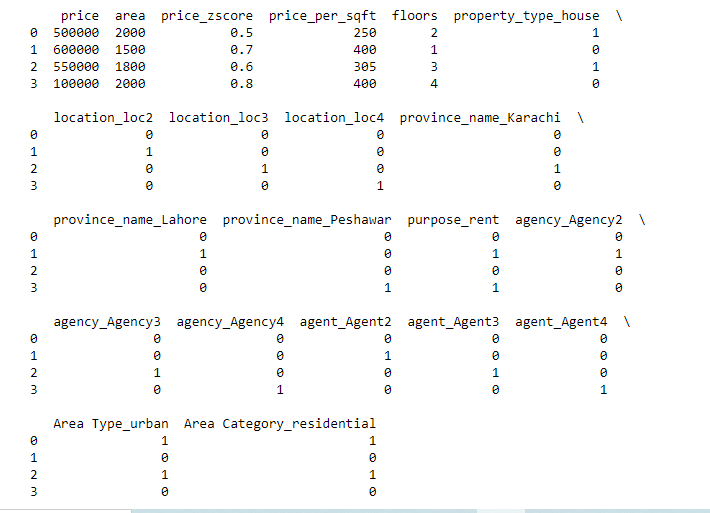 price area price_zscore price_per_sqft floors property_type_house \
0 500000 2000 0.5 250 2 1
1 600000 1500 0.7 400 1 0
2 550000 1800 0.6 305 3 1
3 100000 2000 0.8 400 4 0
location_loc2 location_loc3 location_loc4 province_name_Karachi \
0 0 0 0 0
1 1 0 0 0
2 0 1 0 1
3 0 0 1 0
province_name_Lahore province_name_Peshawar purpose_rent agency_Agency2 \
0 0 0 0 0
1 1 0 1 1
2 0 0 0 0
3 0 1 1 0
agency_Agency3 agency_Agency4 agent_Agent2 agent_Agent3 agent_Agent4 \
0 0 0 0 0 0
1 0 0 1 0 0
2 1 0 0 1 0
3 0 1 0 0 1
Area Type_urban Area Category_residential
0 1 1
1 0 0
2 1 1
3 0 0